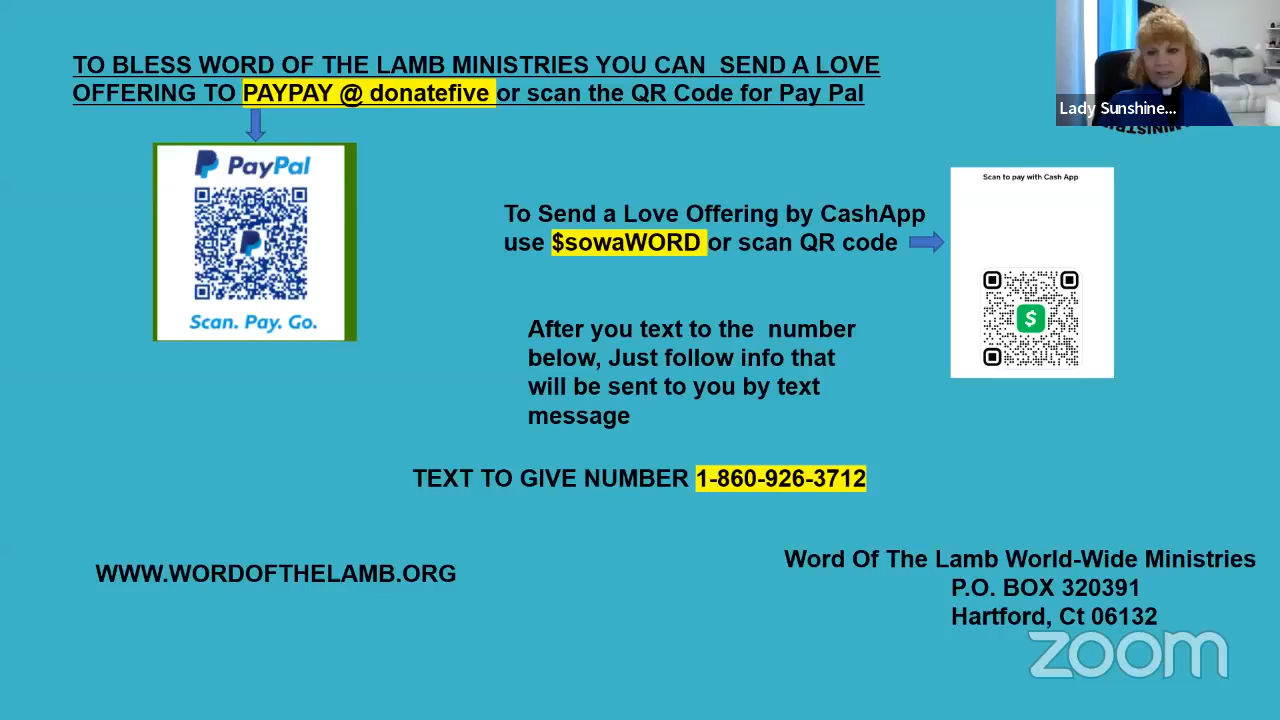 TO BLESS WORD OF THE LAMB MINISTRIES YOU CAN  SEND A LOVE
OFFERING TO PAYPAY @ donatefive or scan the QR Code for Pay Pal
Lady Sunshine...
PayPal
Scan. Pay. Go.
Scan to pay with Cash App
To Send a Love Offering by CashApp
use $sowaWORD or scan QR code
$
After you text to the  number
below, Just follow info that
will be sent to you by text
message
TEXT TO GIVE NUMBER 1-860-926-3712
WWW.WORDOFTHELAMB.ORG
Word Of The Lamb World-Wide Ministries
P.O. BOX 320391
Hartford, Ct 06132
zoom